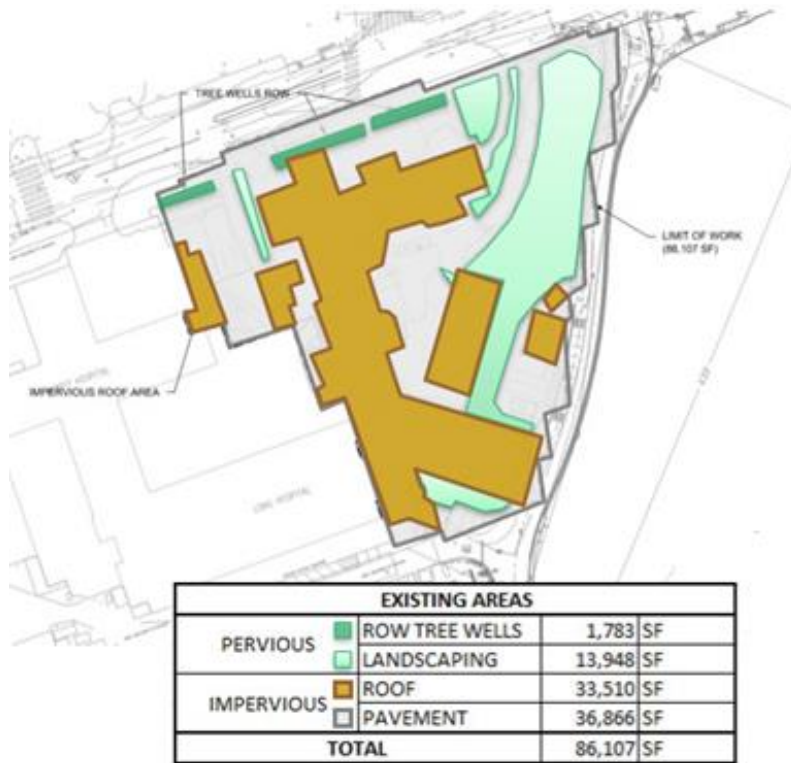 TREE WELLS ROW
LIMIT OF WORK
(86,107 SF)
IMPERVIOUS ROOF AREA
EXISTING AREAS
PERVIOUS
ROW TREE WELLS 1,783 SF
LANDSCAPING 13,948 SF
IMPERVIOUS
ROOF 33,510 SF
PAVEMENT 36,866 SF
TOTAL 86,107 SF